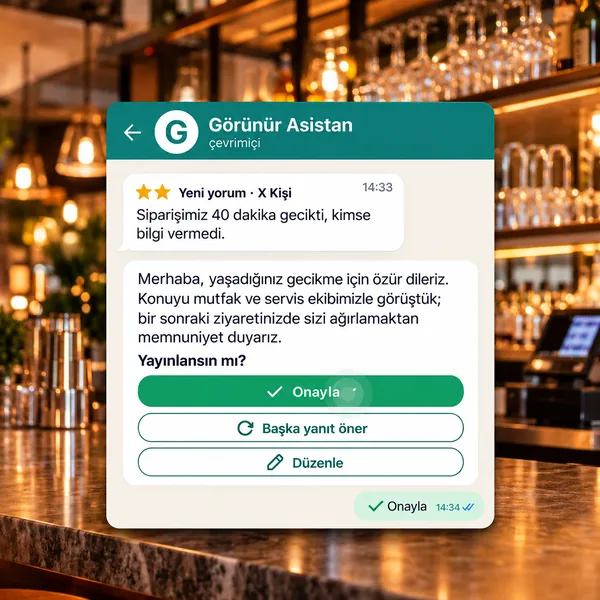 G
Görünür Asistan
çevrimiçi
Yeni yorum · X Kişi
14:33
Siparişimiz 40 dakika gecikti, kimse
bilgi vermedi.
Merhaba, yaşadığınız gecikme için özür dileriz.
Konuyu mutfak ve servis ekibimizle görüştük;
bir sonraki ziyaretinizde sizi ağırlamaktan
memnuniyet duyarız.
Yayınlansın mı?
Onayla
Başka yanıt öner
Düzenle
Onayla 14:34